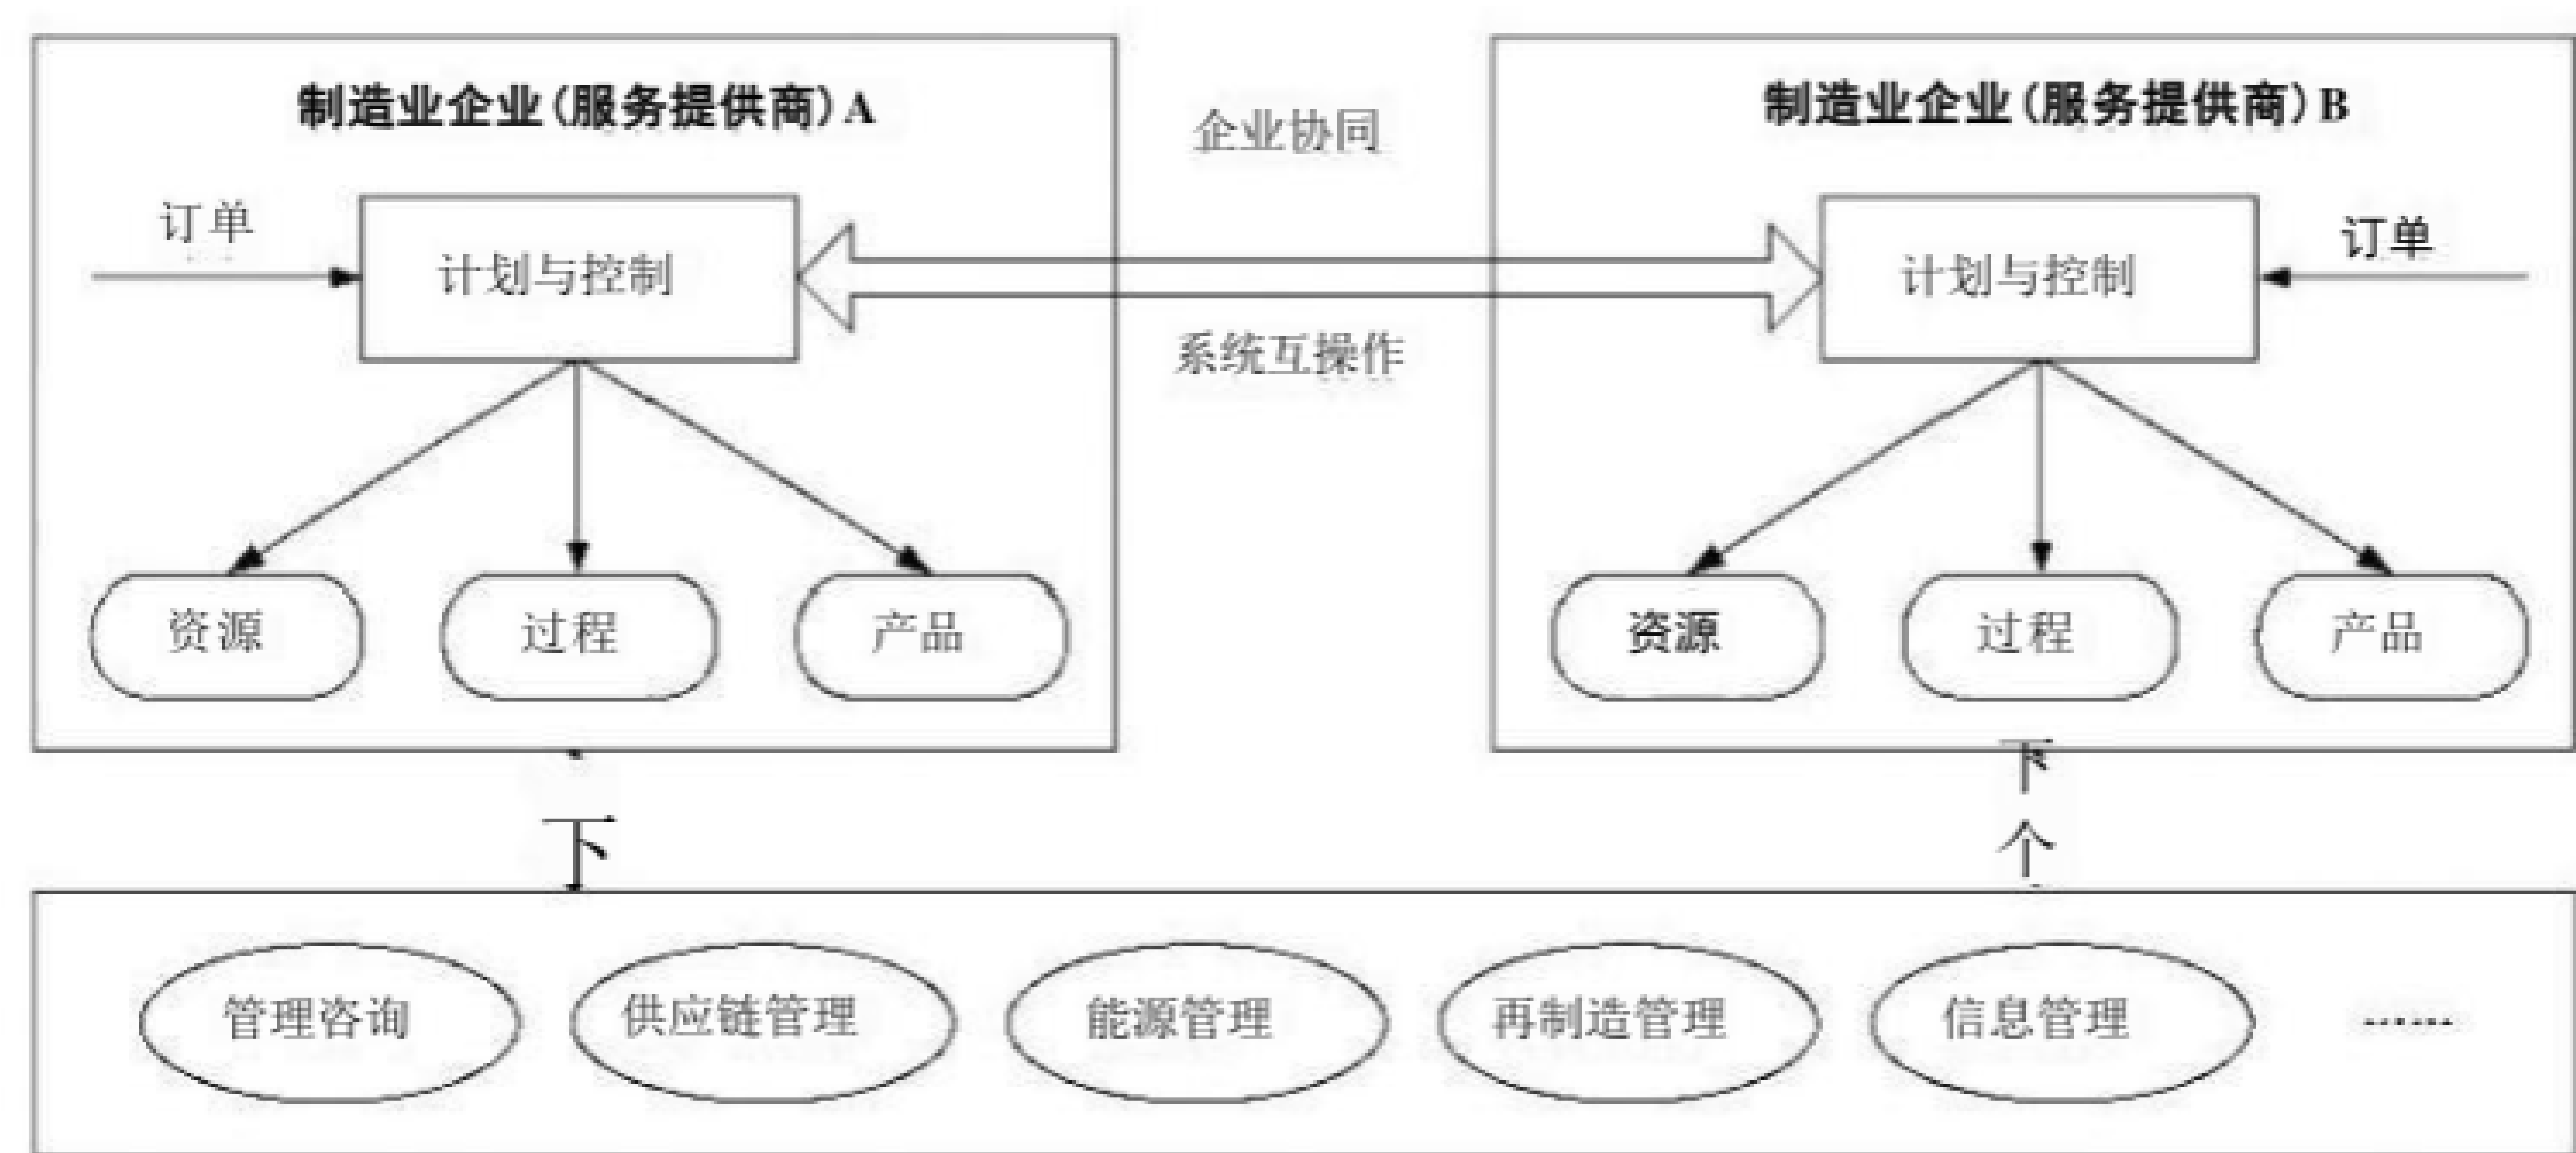 制造业企业(服务提供商)A
制造业企业(服务提供商)B
企业协同
订单
计划与控制
计划与控制
订单
系统互操作
资源
过程
产品
资源
过程
产品
管理咨询
供应链管理
能源管理
再制造管理
信息管理
……